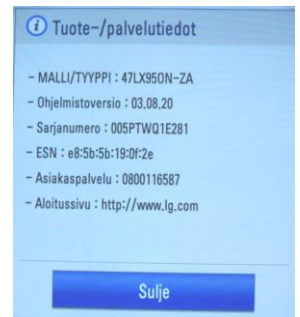 Tuote-/palvelutiedot
- MALLI/TYYPPI : 47LX950N-ZA
- Ohjelmistoversio : 03,08,20
- Sarjanumero : 005PTWQ1E281
- ESN : e8:5b:5b:19:0f:2e
- Asiakaspalvelu : 0800116587
- Aloitussivu : http://www.lg.com
Sulje